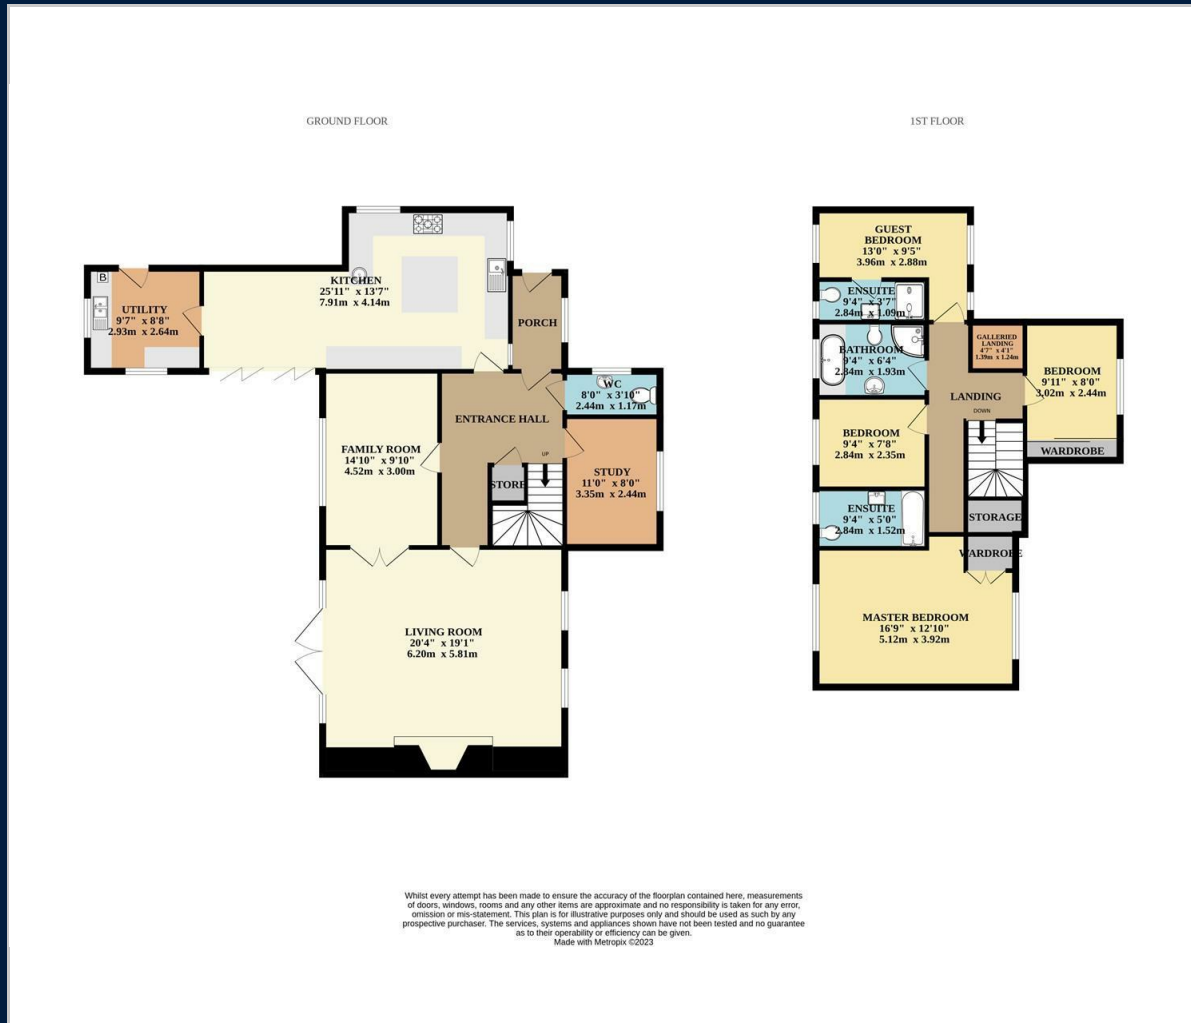 GROUND FLOOR
1ST FLOOR
B
UTILITY
9'7" x 8'8"
2.93m x 2.64m
KITCHEN
25'11" x 13'7"
7.91m x 4.14m
PORCH
WC
8'0" x 3'10"
2.44m x 1.17m
ENTRANCE HALL
UP
FAMILY ROOM
14'10" x 9'10"
4.52m x 3.00m
STORE
STUDY
11'0" x 8'0"
3.35m x 2.44m
LIVING ROOM
20'4" x 19'1"
6.20m x 5.81m
GUEST
BEDROOM
13'0" x 9'5"
3.96m x 2.88m
ENSUITE
9'4" x 3'7"
2.84m x 1.09m
BATHROOM
9'4" x 6'4"
2.84m x 1.93m
GALLERIED
LANDING
4'7" x 4'1"
1.39m x 1.24m
BEDROOM
9'11" x 8'0"
3.02m x 2.44m
LANDING
DOWN
BEDROOM
9'4" x 7'8"
2.84m x 2.35m
WARDROBE
ENSUITE
9'4" x 5'0"
2.84m x 1.52m
STORAGE
WARDROBE
MASTER BEDROOM
16'9" x 12'10"
5.12m x 3.92m
Whilst every attempt has been made to ensure the accuracy of the floorplan contained here, measurements
of doors, windows, rooms and any other items are approximate and no responsibility is taken for any error,
omission or mis-statement. This plan is for illustrative purposes only and should be used as such by any
prospective purchaser. The services, systems and appliances shown have not been tested and no guarantee
as to their operability or efficiency can be given.
Made with Metropix ©2023